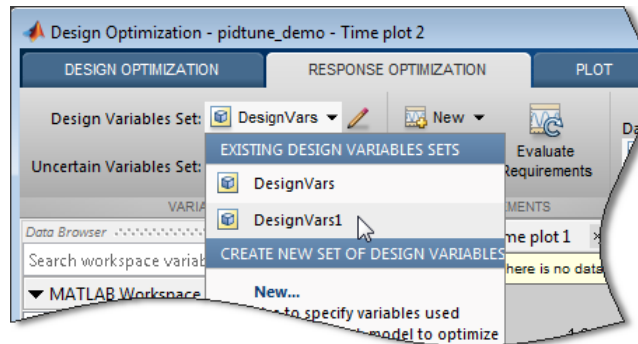 Design Optimization - pidtune_demo - Time plot 2
DESIGN OPTIMIZATION RESPONSE OPTIMIZATION PLOT
Design Variables Set: DesignVars New
Uncertain Variables Set:
EXISTING DESIGN VARIABLES SETS
Evaluate
Requirements
DesignVars
DesignVars1
Data Browser
me plot 1
Search workspace variab
CREATE NEW SET OF DESIGN VARIABLES
here is no data
MATLAB Workspace
New...
to specify variables used
model to optimize